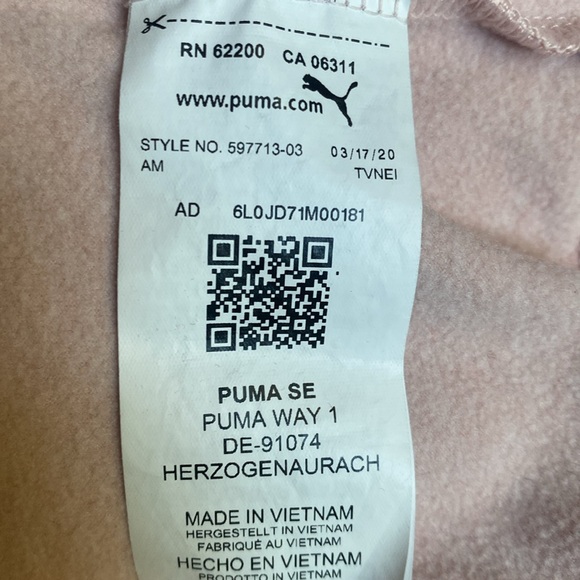 RN 62200 CA 06311
www.puma.com
STYLE NO. 597713-03 03/17/20
AM TVNEI
AD 6L0JD71M00181
PUMA SE
PUMA WAY 1
DE-91074
HERZOGENAURACH
MADE IN VIETNAM
HERGESTELLT IN VIETNAM
FABRIQUÉ AU VIETNAM
HECHO EN VIETNAM
PRODOTTO IN VIETNAM